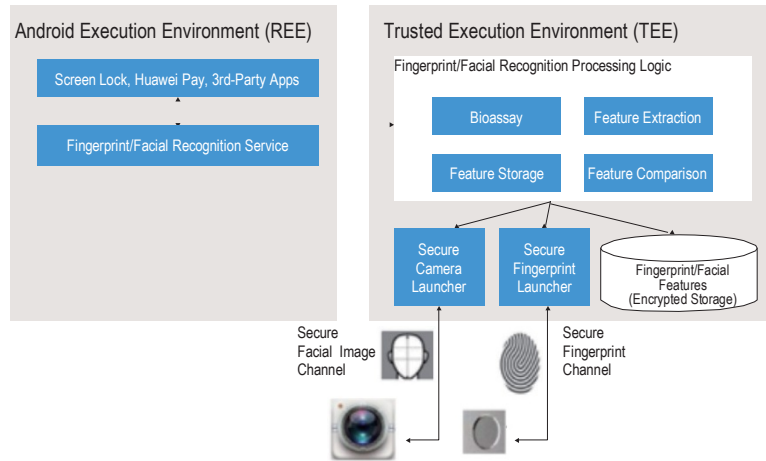 Android Execution Environment (REE)
Screen Lock, Huawei Pay, 3rd-Party Apps
Fingerprint/Facial Recognition Service
Trusted Execution Environment (TEE)
Fingerprint/Facial Recognition Processing Logic
Bioassay
Feature Extraction
Feature Storage
Feature Comparison
Secure
Camera
Launcher
Secure
Fingerprint
Launcher
Fingerprint/Facial
Features
(Encrypted Storage)
Secure
Facial Image
Channel
Secure
Fingerprint
Channel